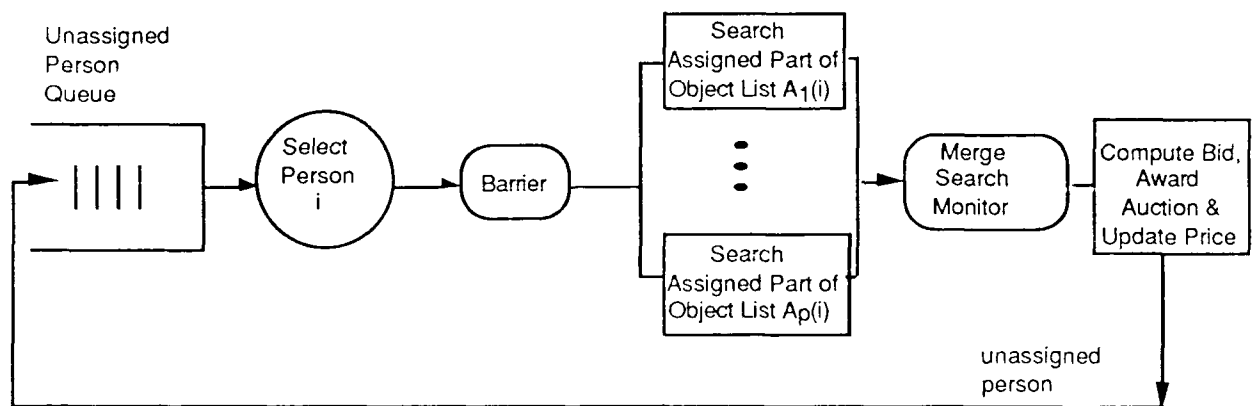 Unassigned
Person
Queue
Select
Person
i
Barrier
Search
Assigned Part of
Object List A1(i)
Search
Assigned Part of
Object List Ap(i)
Merge
Search
Monitor
Compute Bid,
Award
Auction &
Update Price
unassigned
person